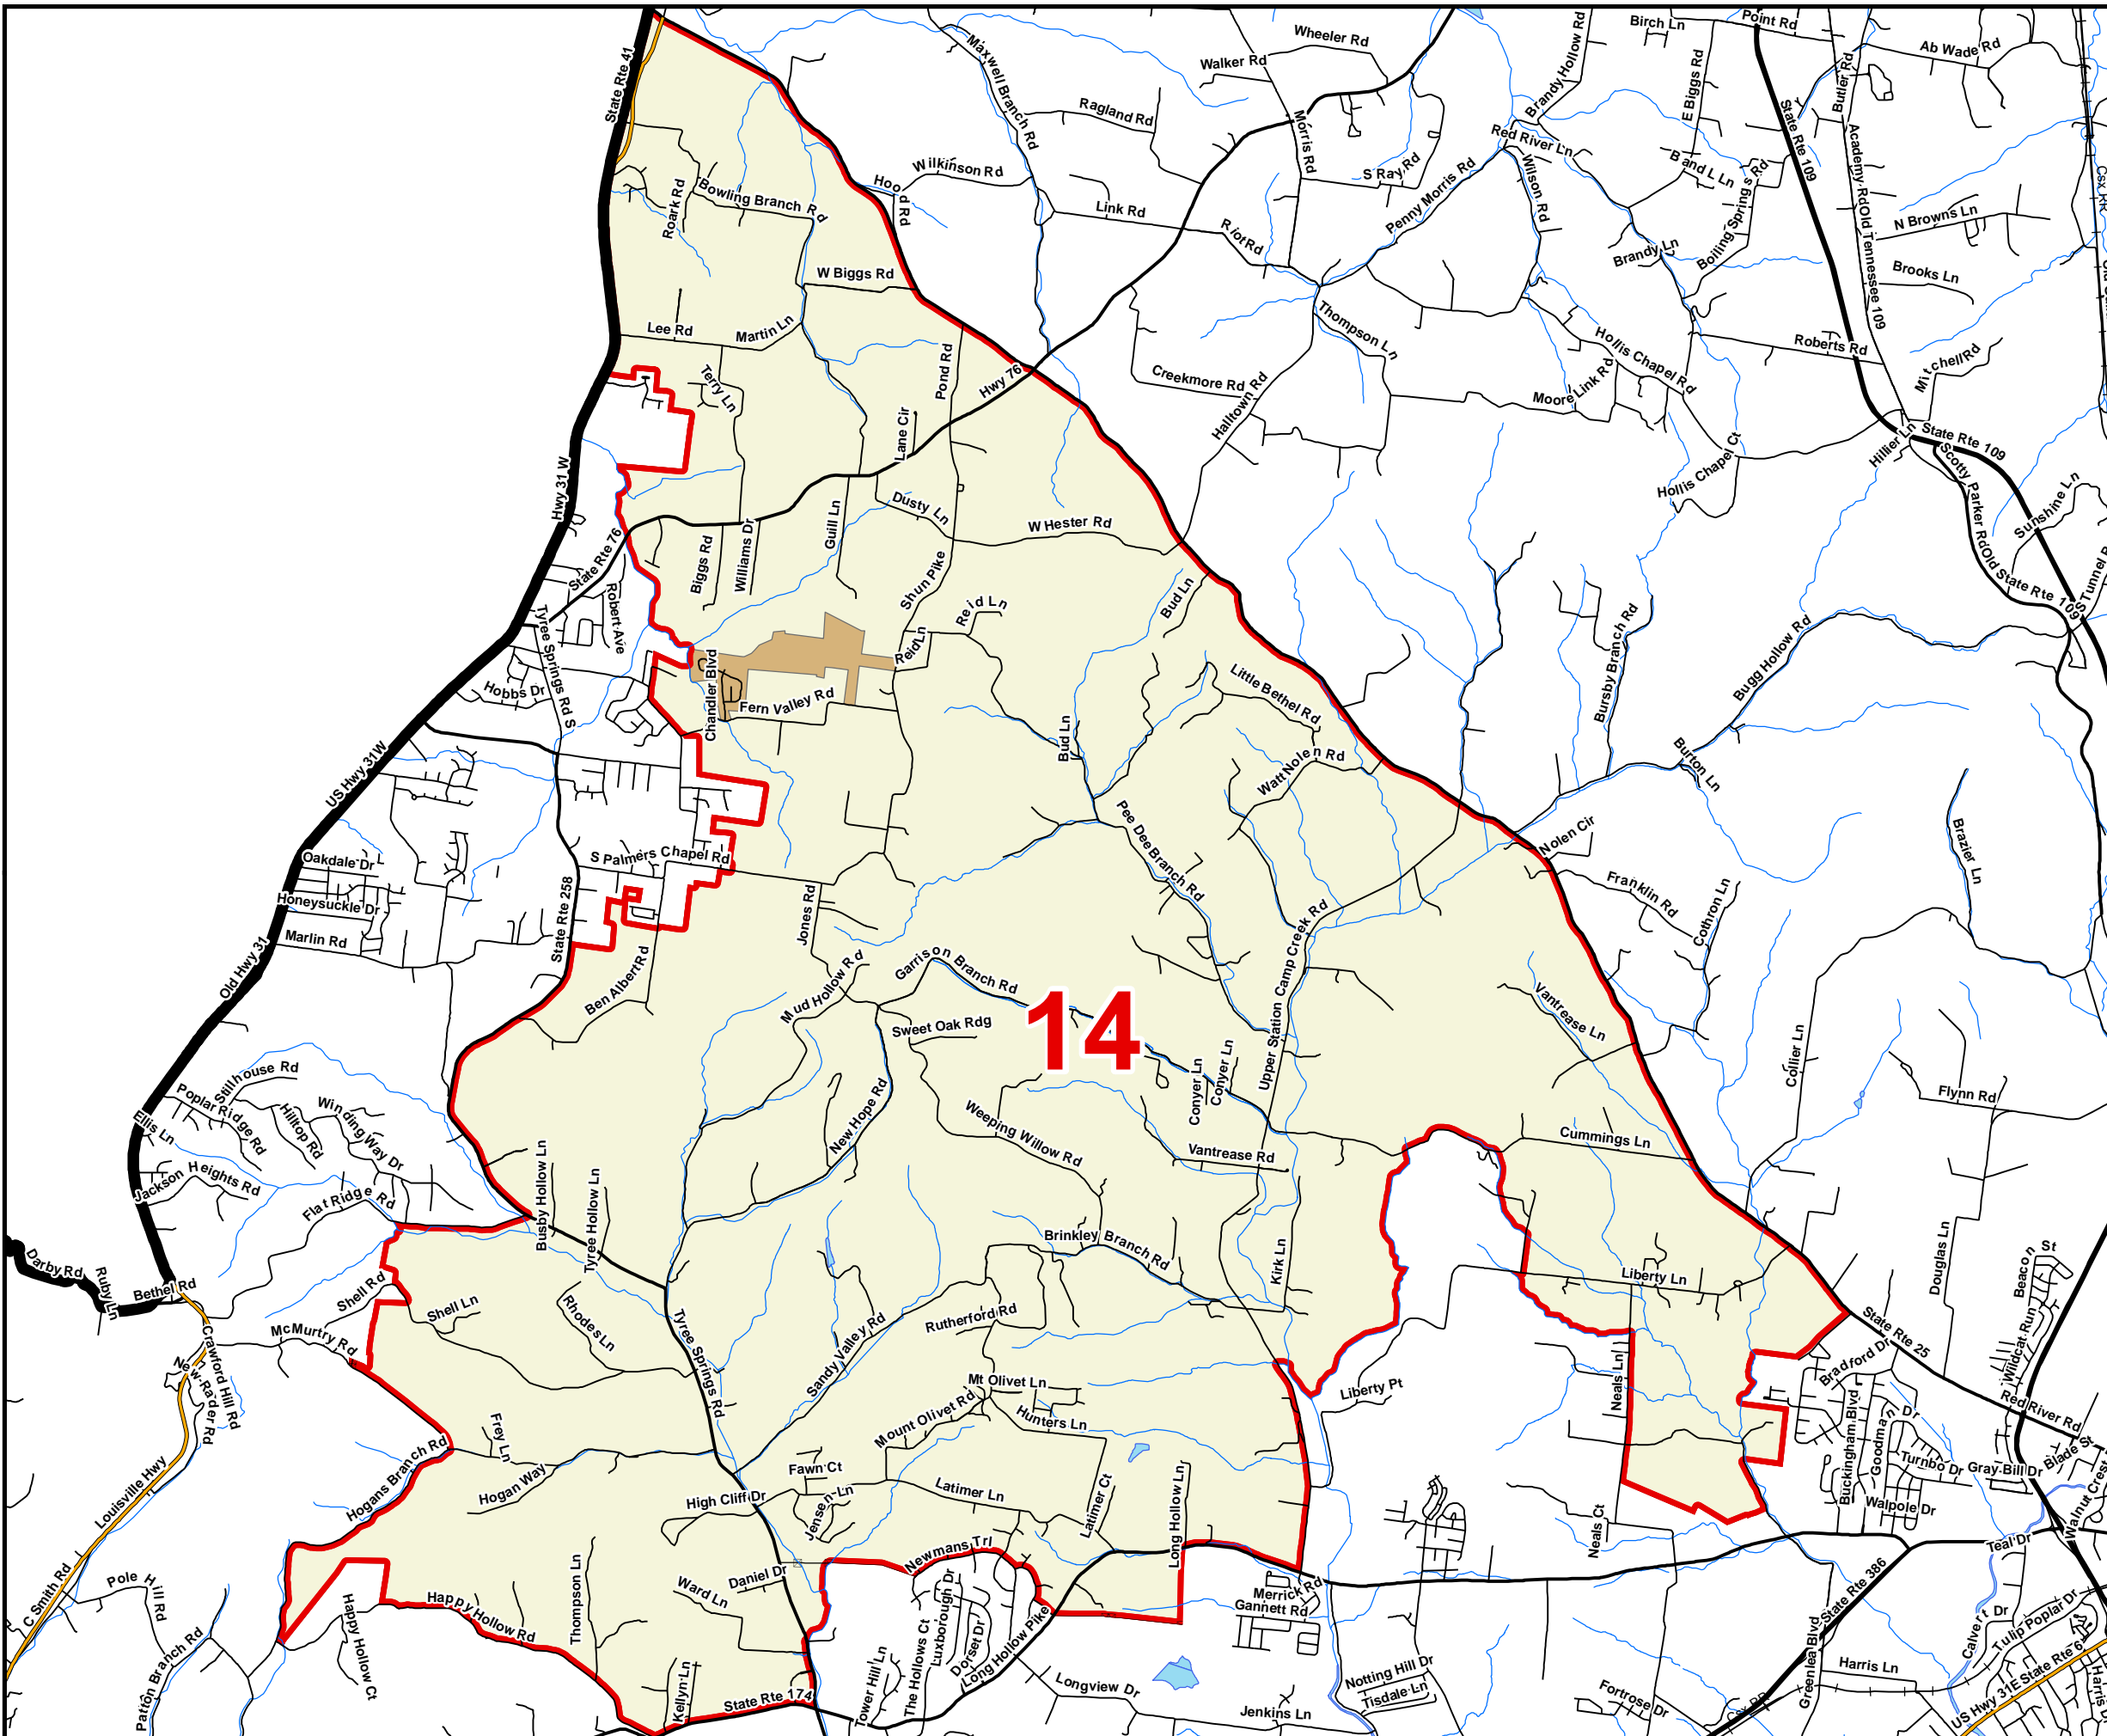 State Rte 41
Maxwell Branch Rd
Wheeler Rd
Walker Rd
Ragland Rd
Morris Rd
S Ray Rd
Brandy Hollow Rd
Birch Ln
Point Rd
Ab Wade Rd
E Biggs Rd
Butler Rd
State Rte 109
Academy Rd
Old Tennessee 109
Red River Ln
B and L Ln
Wilson Rd
Penny Morris Rd
Boiling Springs Rd
N Browns Ln
Csx RR
Roark Rd
Bowling Branch Rd
Hood Rd
Wilkinson Rd
Link Rd
Riot Rd
Brandy Ln
Brooks Ln
W Biggs Rd
Lee Rd
Martin Ln
Thompson Ln
Hollis Chapel Rd
Roberts Rd
Mitchell Rd
Terry Ln
Pond Rd
Hwy 76
Creekmore Rd
Halltown Rd
Moore Link Rd
Lane Cir
Hollis Chapel Ct
Hillier Ln
State Rte 109
Scotty Parker Rd
Old State Rte 109
Sunshine Ln
Hwy 31 W
State Rte 76
Dusty Ln
W Hester Rd
Guill Ln
Williams Dr
Biggs Rd
Robert Ave
Tyree Springs Rd S
Shun Pike
Reid Ln
Reid Ln
Bud Ln
Bursby Branch Rd
Bugg Hollow Rd
Hobbs Dr
Chandler Blvd
Fern Valley Rd
Little Bethel Rd
Bud Ln
Watt Nolen Rd
Burton Ln
US Hwy 31W
Pee Dee Branch Rd
Nolen Cir
Brazier Ln
Oakdale Dr
S Palmers Chapel Rd
Honeysuckle Dr
Franklin Rd
Cothron Ln
Marlin Rd
State Rte 258
Jones Rd
Old Hwy 31
Ben Albert Rd
Mud Hollow Rd
Garrison Branch Rd
Upper Station Camp Creek Rd
Vantrease Ln
14
Sweet Oak Rdg
Collier Ln
Stillhouse Rd
Poplar Ridge Rd
Hilltop Rd
Winding Way Dr
Ellis Ln
New Hope Rd
Weeping Willow Rd
Conyer Ln
Conyer Ln
Flynn Rd
Cummings Ln
Vantrease Rd
Jackson Heights Rd
Flat Ridge Rd
Busby Hollow Ln
Tyree Hollow Ln
Brinkley Branch Rd
Kirk Ln
Liberty Ln
Douglas Ln
Beacon St
Darby Rd
Ruby Ln
Bethel Rd
Shell Rd
Shell Ln
Rhodes Ln
Rutherford Rd
Wildcat Run
State Rte 25
McMurtry Rd
Crawford Hill Rd
New Rader Rd
Tyree Springs Rd
Sandy Valley Rd
Mt Olivet Ln
Mount Olivet Rd
Hunters Ln
Liberty Pt
Neals Ln
Bradford Dr
Red River Rd
Frey Ln
Hogans Branch Rd
Hogan Way
Fawn Ct
High Cliff Dr
Jensen Ln
Latimer Ln
Latimer Ct
Long Hollow Ln
Buckingham Blvd
Goodman Dr
Turnbo Dr
Gray Bill Dr
Blade St
Walnut Crest
Walpole Dr
Louisville Hwy
Neals Ct
Teal Dr
Newmans Trl
Daniel Dr
Ward Ln
Thompson Ln
Happy Hollow Rd
Happy Hollow Ct
C Smith Rd
Pole Hill Rd
Patton Branch Rd
Kellyn Ln
State Rte 174
Luxborough Dr
Dorset Dr
The Hollows Ct
Tower Hill Ln
Long Hollow Pike
Merrick Rd
Gannett Rd
Longview Dr
Notting Hill Dr
Tisdale Ln
Jenkins Ln
Fortrose Dr
Greenlea Blvd
State Rte 386
Harris Ln
Calvert Dr
Tulip Poplar Dr
US Hwy 31E
State Rte 6